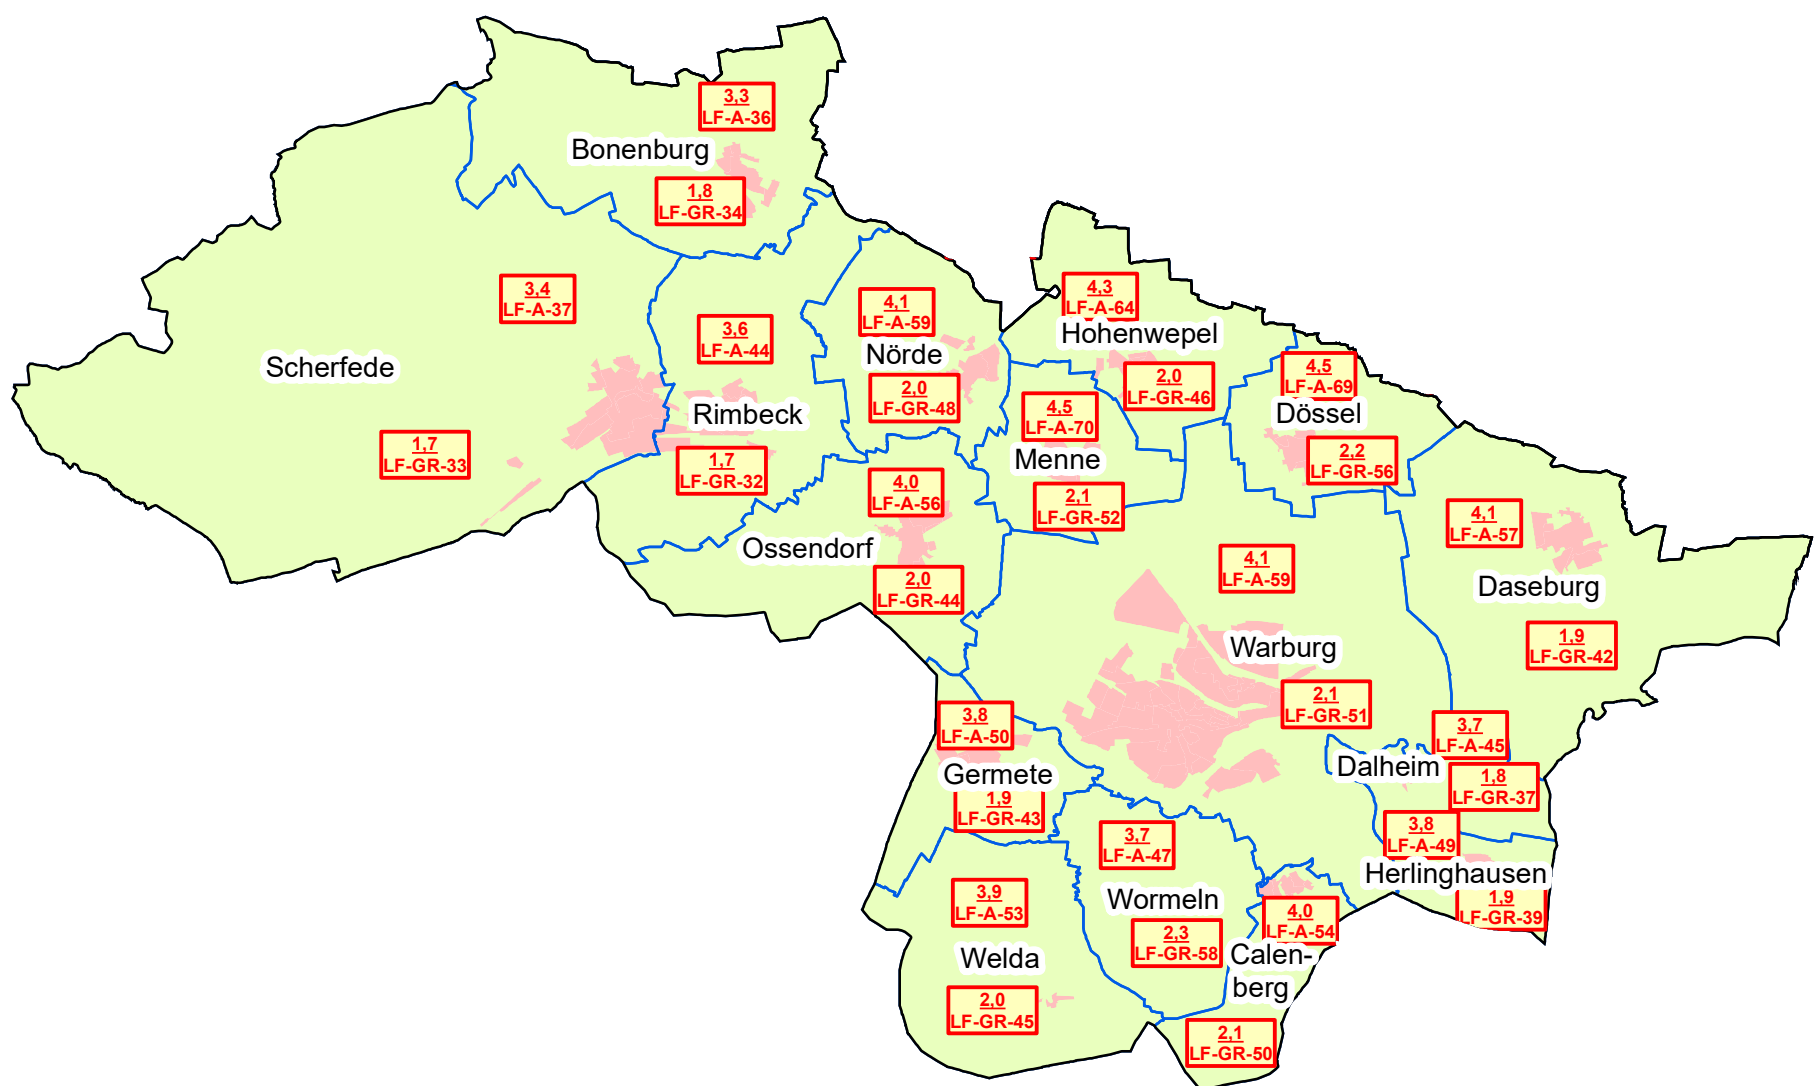 3,3
LF-A-36
Bonenburg
1,8
LF-GR-34
3,4
LF-A-37
Scherfede
1,7
LF-GR-33
3,6
LF-A-44
Rimbeck
1,7
LF-GR-32
4,1
LF-A-59
Nörde
2,0
LF-GR-48
4,3
LF-A-64
Hohenwepel
2,0
LF-GR-46
4,5
LF-A-69
Dössel
2,2
LF-GR-56
4,5
LF-A-70
Menne
2,1
LF-GR-52
4,0
LF-A-56
Ossendorf
2,0
LF-GR-44
4,1
LF-A-57
Daseburg
1,9
LF-GR-42
4,1
LF-A-59
Warburg
2,1
LF-GR-51
3,8
LF-A-50
Germete
1,9
LF-GR-43
3,7
LF-A-45
Dalheim
1,8
LF-GR-37
3,8
LF-A-49
Herlinghausen
1,9
LF-GR-39
3,7
LF-A-47
Wormeln
2,3
LF-GR-58
3,9
LF-A-53
Welda
2,0
LF-GR-45
4,0
LF-A-54
Calen-
berg
2,1
LF-GR-50